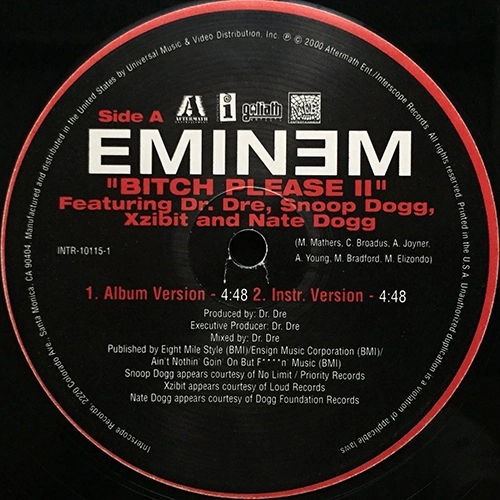 Manufactured and distributed in the United States by Universal Music & Video Distribution, Inc. ℗ © 2000 Aftermath Ent./Interscope Records. All rights reserved. Printed in the U.S.A. Unauthorized duplication is a violation of applicable laws
Interscope Records 2220 Colorado Ave., Santa Monica, CA 90404.
Side A
AFTERMATH
ENTERTAINMENT
i
goliath
EMINƎM
"BITCH PLEASE II"
Featuring Dr. Dre, Snoop Dogg,
Xzibit and Nate Dogg
INTR-10115-1
(M. Mathers, C. Broadus, A. Joyner,
A. Young, M. Bradford, M. Elizondo)
1. Album Version - 4:48 2. Instr. Version - 4:48
Produced by: Dr. Dre
Executive Producer: Dr. Dre
Mixed by: Dr. Dre
Published by Eight Mile Style (BMI)/Ensign Music Corporation (BMI)/
Ain't Nothin' Goin' On But F****n' Music (BMI)
Snoop Dogg appears courtesy of No Limit / Priority Records
Xzibit appears courtesy of Loud Records
Nate Dogg appears courtesy of Dogg Foundation Records